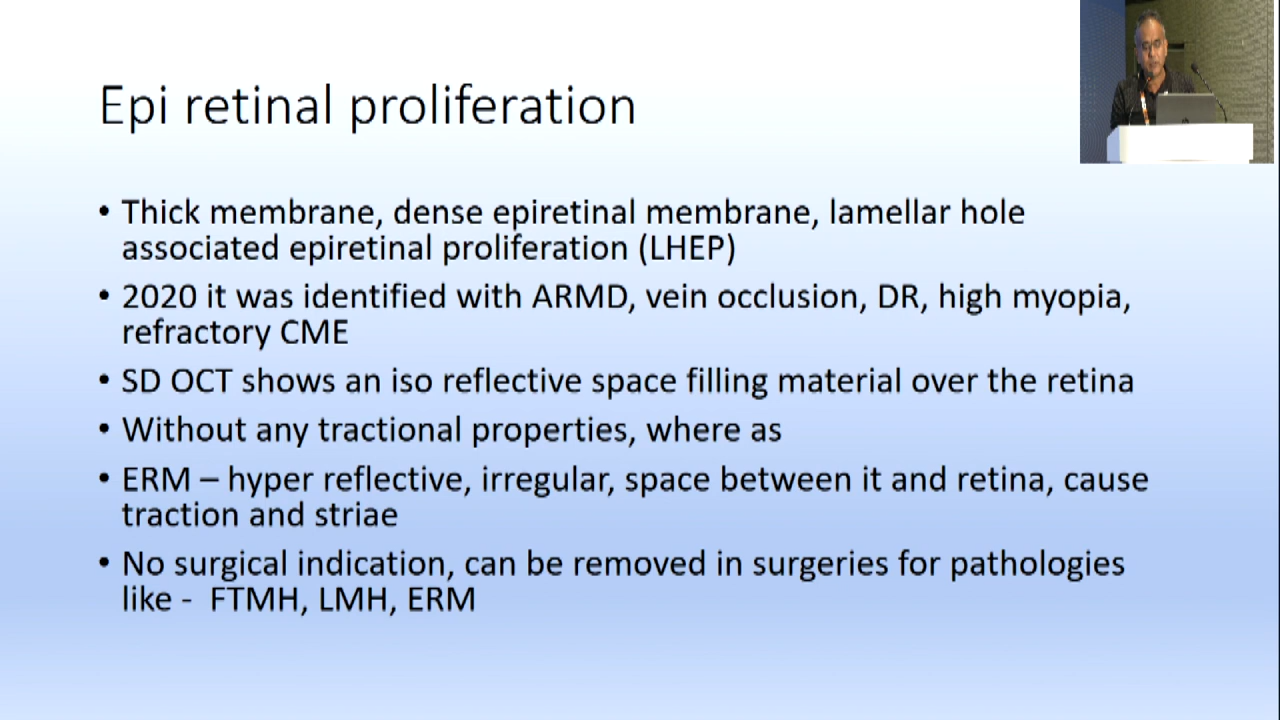 Epi retinal proliferation
• Thick membrane, dense epiretinal membrane, lamellar hole
associated epiretinal proliferation (LHEP)
• 2020 it was identified with ARMD, vein occlusion, DR, high myopia,
refractory CME
• SD OCT shows an iso reflective space filling material over the retina
• Without any tractional properties, where as
• ERM – hyper reflective, irregular, space between it and retina, cause
traction and striae
• No surgical indication, can be removed in surgeries for pathologies
like - FTMH, LMH, ERM